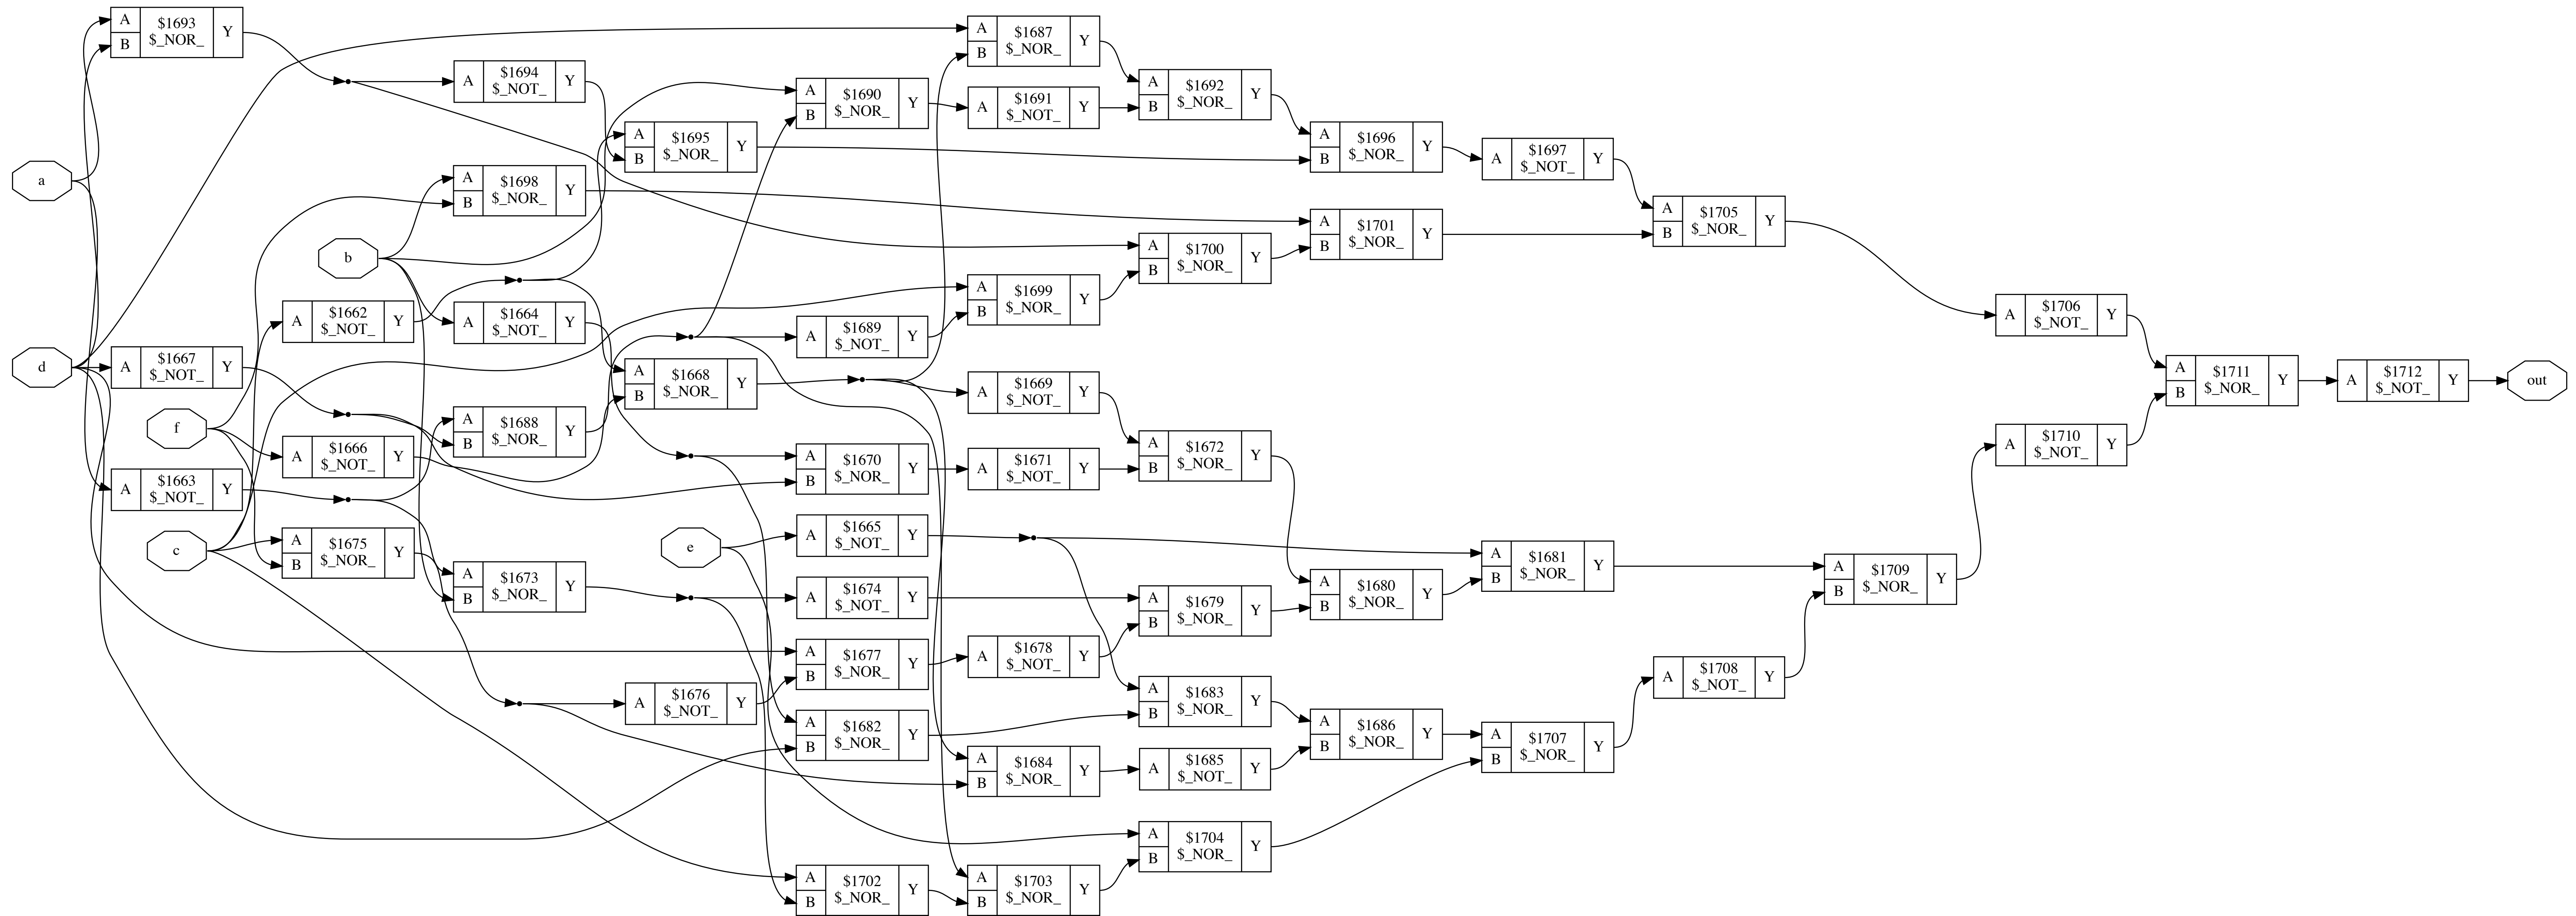 A
B
$1693
$_NOR_
Y
A
B
$1687
$_NOR_
Y
A
$1694
$_NOT_
Y
A
B
$1690
$_NOR_
Y
A
$1691
$_NOT_
Y
A
B
$1692
$_NOR_
Y
A
B
$1695
$_NOR_
Y
A
B
$1696
$_NOR_
Y
A
$1697
$_NOT_
Y
a
A
B
$1698
$_NOR_
Y
A
B
$1701
$_NOR_
Y
A
B
$1705
$_NOR_
Y
b
A
B
$1700
$_NOR_
Y
A
B
$1699
$_NOR_
Y
A
$1662
$_NOT_
Y
A
$1664
$_NOT_
Y
A
$1689
$_NOT_
Y
A
$1706
$_NOT_
Y
d
A
$1667
$_NOT_
Y
A
B
$1668
$_NOR_
Y
A
$1669
$_NOT_
Y
A
B
$1711
$_NOR_
Y
A
$1712
$_NOT_
Y
out
f
A
B
$1688
$_NOR_
Y
A
$1666
$_NOT_
Y
A
B
$1670
$_NOR_
Y
A
$1671
$_NOT_
Y
A
B
$1672
$_NOR_
Y
A
$1710
$_NOT_
Y
A
$1663
$_NOT_
Y
c
A
B
$1675
$_NOR_
Y
e
A
$1665
$_NOT_
Y
A
B
$1681
$_NOR_
Y
A
B
$1709
$_NOR_
Y
A
B
$1673
$_NOR_
Y
A
$1674
$_NOT_
Y
A
B
$1679
$_NOR_
Y
A
B
$1680
$_NOR_
Y
A
B
$1677
$_NOR_
Y
A
$1678
$_NOT_
Y
A
$1708
$_NOT_
Y
A
$1676
$_NOT_
Y
A
B
$1682
$_NOR_
Y
A
B
$1683
$_NOR_
Y
A
B
$1686
$_NOR_
Y
A
B
$1707
$_NOR_
Y
A
B
$1684
$_NOR_
Y
A
$1685
$_NOT_
Y
A
B
$1704
$_NOR_
Y
A
B
$1702
$_NOR_
Y
A
B
$1703
$_NOR_
Y